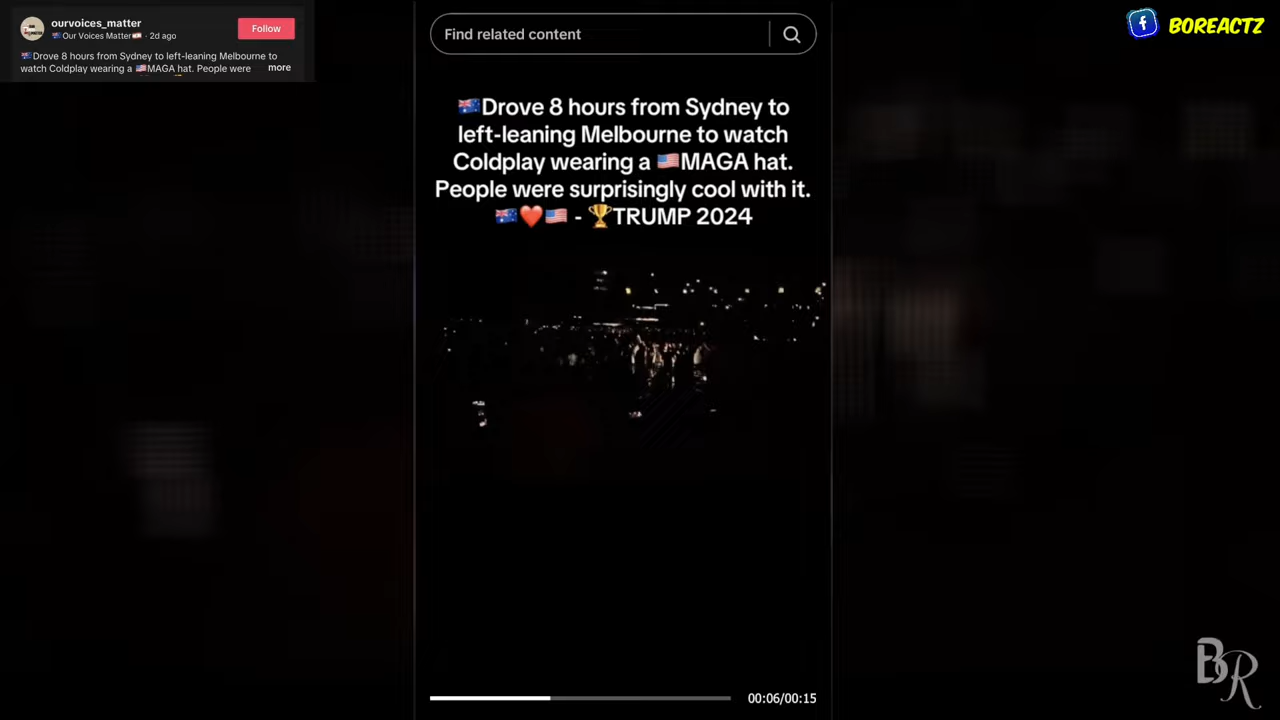 ourvoices_matter
🇦🇺Our Voices Matter🇱🇧 · 2d ago
Follow
🇦🇺Drove 8 hours from Sydney to left-leaning Melbourne to
watch Coldplay wearing a 🇺🇸MAGA hat. People were
more
Find related content
BOREACTZ
🇦🇺Drove 8 hours from Sydney to
left-leaning Melbourne to watch
Coldplay wearing a 🇺🇸MAGA hat.
People were surprisingly cool with it.
🇦🇺❤️🇺🇸 - 🏆TRUMP 2024
BR
00:06/00:15